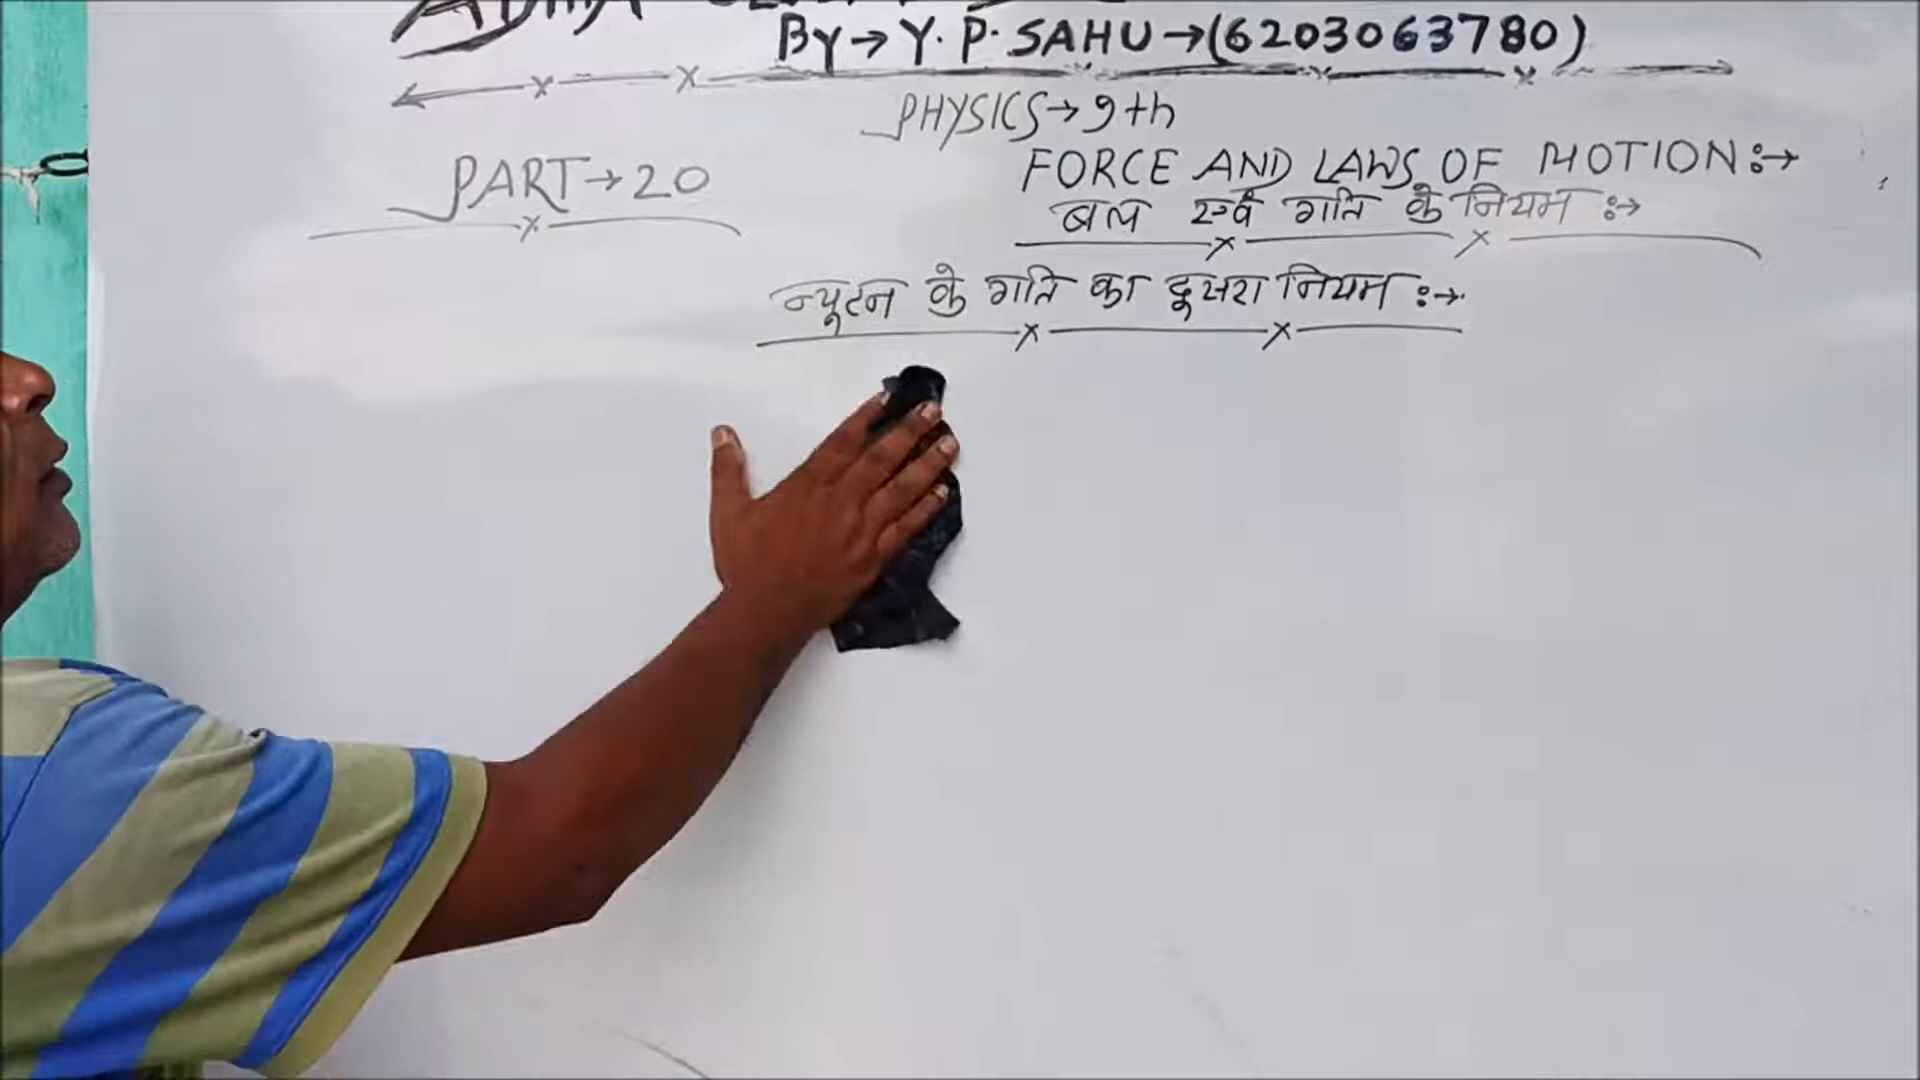 By→Y.P.SAHU→(6203063780)
PHYSICS→9th
PART→20
FORCE AND LAWS OF MOTION:→
बल एवं गति के नियम :→
न्यूटन के गति का दूसरा नियम :→